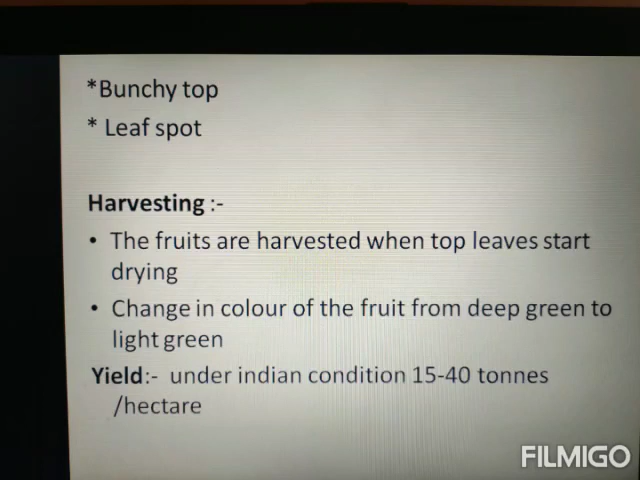 *Bunchy top
* Leaf spot
Harvesting :-
• The fruits are harvested when top leaves start
drying
• Change in colour of the fruit from deep green to
light green
Yield:- under indian condition 15-40 tonnes
/hectare
FILMIGO